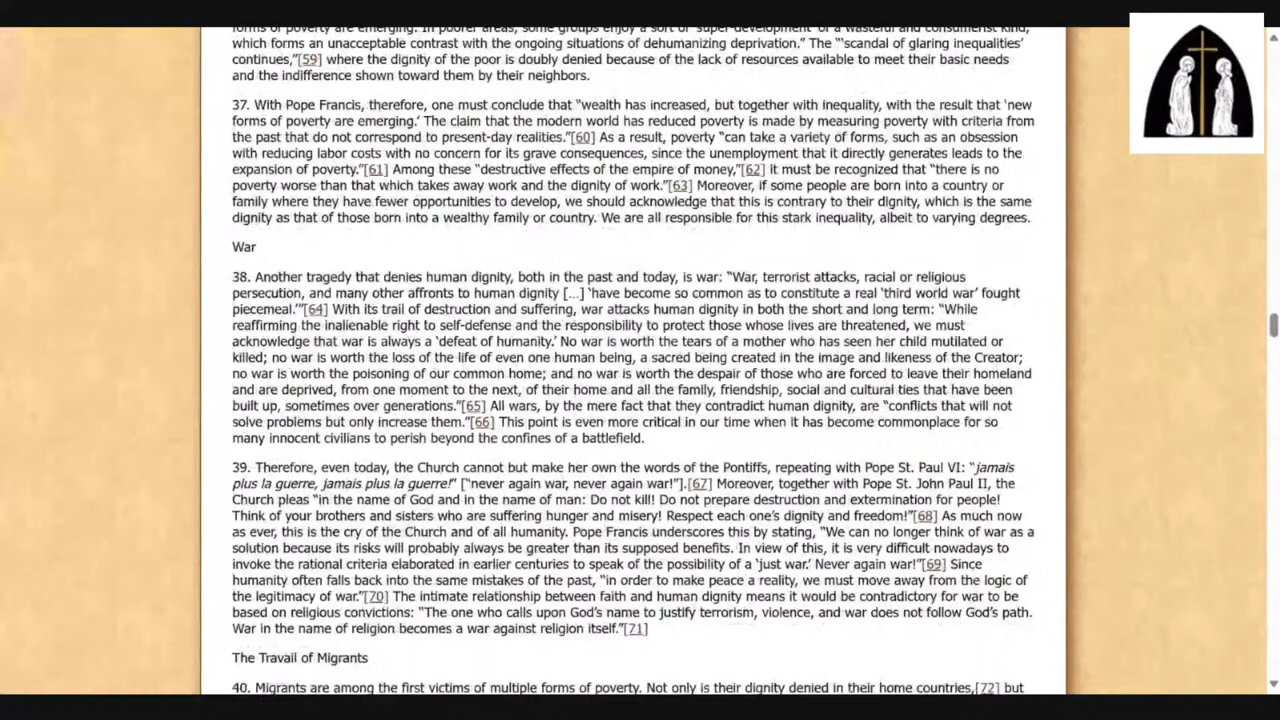 forms of poverty are emerging. In poorer areas, some groups enjoy a sort of 'super-development' of a wasteful and consumerist kind,
which forms an unacceptable contrast with the ongoing situations of dehumanizing deprivation.” The “‘scandal of glaring inequalities’
continues,”[59] where the dignity of the poor is doubly denied because of the lack of resources available to meet their basic needs
and the indifference shown toward them by their neighbors.
37. With Pope Francis, therefore, one must conclude that “wealth has increased, but together with inequality, with the result that ‘new
forms of poverty are emerging.’ The claim that the modern world has reduced poverty is made by measuring poverty with criteria from
the past that do not correspond to present-day realities.”[60] As a result, poverty “can take a variety of forms, such as an obsession
with reducing labor costs with no concern for its grave consequences, since the unemployment that it directly generates leads to the
expansion of poverty.”[61] Among these “destructive effects of the empire of money,”[62] it must be recognized that “there is no
poverty worse than that which takes away work and the dignity of work.”[63] Moreover, if some people are born into a country or
family where they have fewer opportunities to develop, we should acknowledge that this is contrary to their dignity, which is the same
dignity as that of those born into a wealthy family or country. We are all responsible for this stark inequality, albeit to varying degrees.
War
38. Another tragedy that denies human dignity, both in the past and today, is war: “War, terrorist attacks, racial or religious
persecution, and many other affronts to human dignity [...] ‘have become so common as to constitute a real ‘third world war’ fought
piecemeal.’”[64] With its trail of destruction and suffering, war attacks human dignity in both the short and long term: “While
reaffirming the inalienable right to self-defense and the responsibility to protect those whose lives are threatened, we must
acknowledge that war is always a ‘defeat of humanity.’ No war is worth the tears of a mother who has seen her child mutilated or
killed; no war is worth the loss of the life of even one human being, a sacred being created in the image and likeness of the Creator;
no war is worth the poisoning of our common home; and no war is worth the despair of those who are forced to leave their homeland
and are deprived, from one moment to the next, of their home and all the family, friendship, social and cultural ties that have been
built up, sometimes over generations.”[65] All wars, by the mere fact that they contradict human dignity, are “conflicts that will not
solve problems but only increase them.”[66] This point is even more critical in our time when it has become commonplace for so
many innocent civilians to perish beyond the confines of a battlefield.
39. Therefore, even today, the Church cannot but make her own the words of the Pontiffs, repeating with Pope St. Paul VI: “jamais
plus la guerre, jamais plus la guerre!” [“never again war, never again war!”].[67] Moreover, together with Pope St. John Paul II, the
Church pleas “in the name of God and in the name of man: Do not kill! Do not prepare destruction and extermination for people!
Think of your brothers and sisters who are suffering hunger and misery! Respect each one’s dignity and freedom!”[68] As much now
as ever, this is the cry of the Church and of all humanity. Pope Francis underscores this by stating, “We can no longer think of war as a
solution because its risks will probably always be greater than its supposed benefits. In view of this, it is very difficult nowadays to
invoke the rational criteria elaborated in earlier centuries to speak of the possibility of a ‘just war.’ Never again war!”[69] Since
humanity often falls back into the same mistakes of the past, “in order to make peace a reality, we must move away from the logic of
the legitimacy of war.”[70] The intimate relationship between faith and human dignity means it would be contradictory for war to be
based on religious convictions: “The one who calls upon God’s name to justify terrorism, violence, and war does not follow God’s path.
War in the name of religion becomes a war against religion itself.”[71]
The Travail of Migrants
40. Migrants are among the first victims of multiple forms of poverty. Not only is their dignity denied in their home countries,[72] but